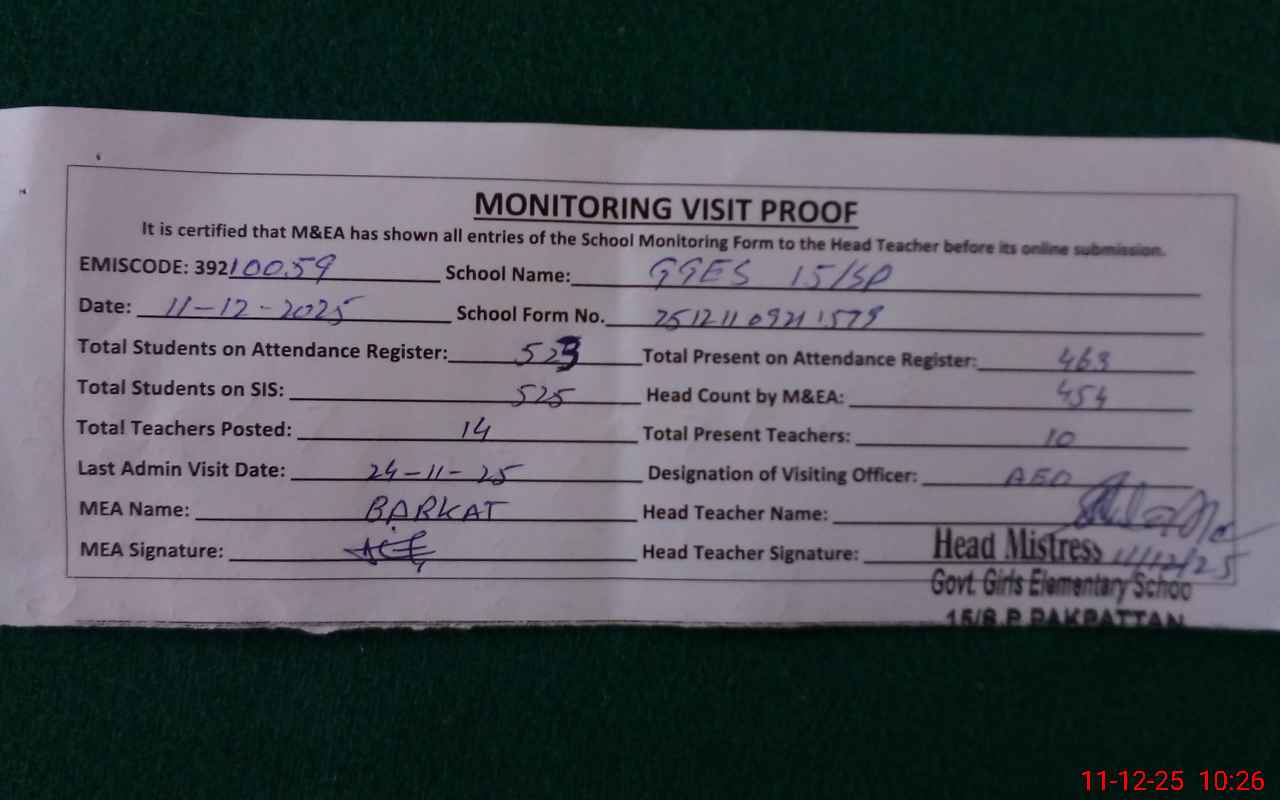 MONITORING VISIT PROOF
It is certified that M&EA has shown all entries of the School Monitoring Form to the Head Teacher before its online submission.
EMISCODE: 39210059 School Name: GGES 15/SP
Date: 11-12-2025 School Form No. 25121109211579
Total Students on Attendance Register: 523 Total Present on Attendance Register: 463
Total Students on SIS: 525 Head Count by M&EA: 454
Total Teachers Posted: 14 Total Present Teachers: 10
Last Admin Visit Date: 24-11-25 Designation of Visiting Officer: AEO
MEA Name: BARKAT Head Teacher Name:
MEA Signature: Head Teacher Signature: Head Mistress 11/12/25
Govt. Girls Elementary Schoo
15/S.P PAKPATTAN
11-12-25 10:26